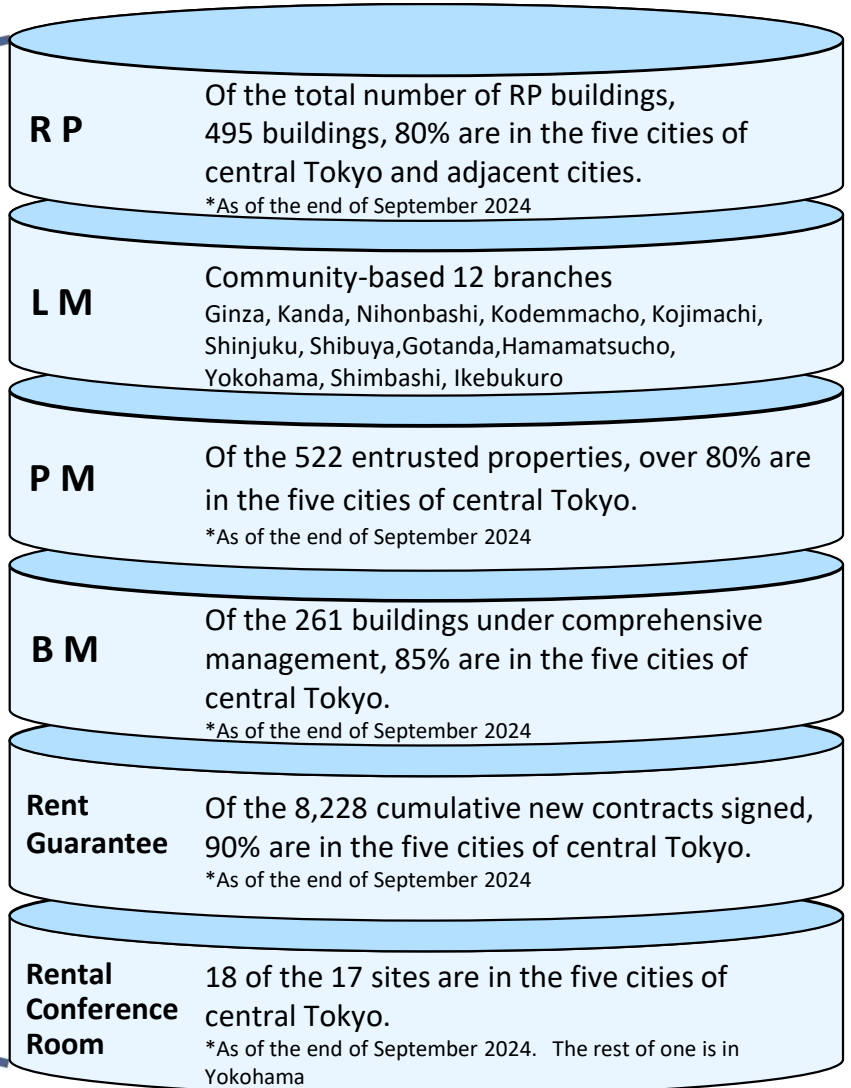 R P
Of the total number of RP buildings,
495 buildings, 80% are in the five cities of
central Tokyo and adjacent cities.
*As of the end of September 2024
L M
Community-based 12 branches
Ginza, Kanda, Nihonbashi, Kodemmacho, Kojimachi,
Shinjuku, Shibuya,Gotanda,Hamamatsucho,
Yokohama, Shimbashi, Ikebukuro
P M
Of the 522 entrusted properties, over 80% are
in the five cities of central Tokyo.
*As of the end of September 2024
B M
Of the 261 buildings under comprehensive
management, 85% are in the five cities of
central Tokyo.
*As of the end of September 2024
Rent
Guarantee
Of the 8,228 cumulative new contracts signed,
90% are in the five cities of central Tokyo.
*As of the end of September 2024
Rental
Conference
Room
18 of the 17 sites are in the five cities of
central Tokyo.
*As of the end of September 2024. The rest of one is in
Yokohama